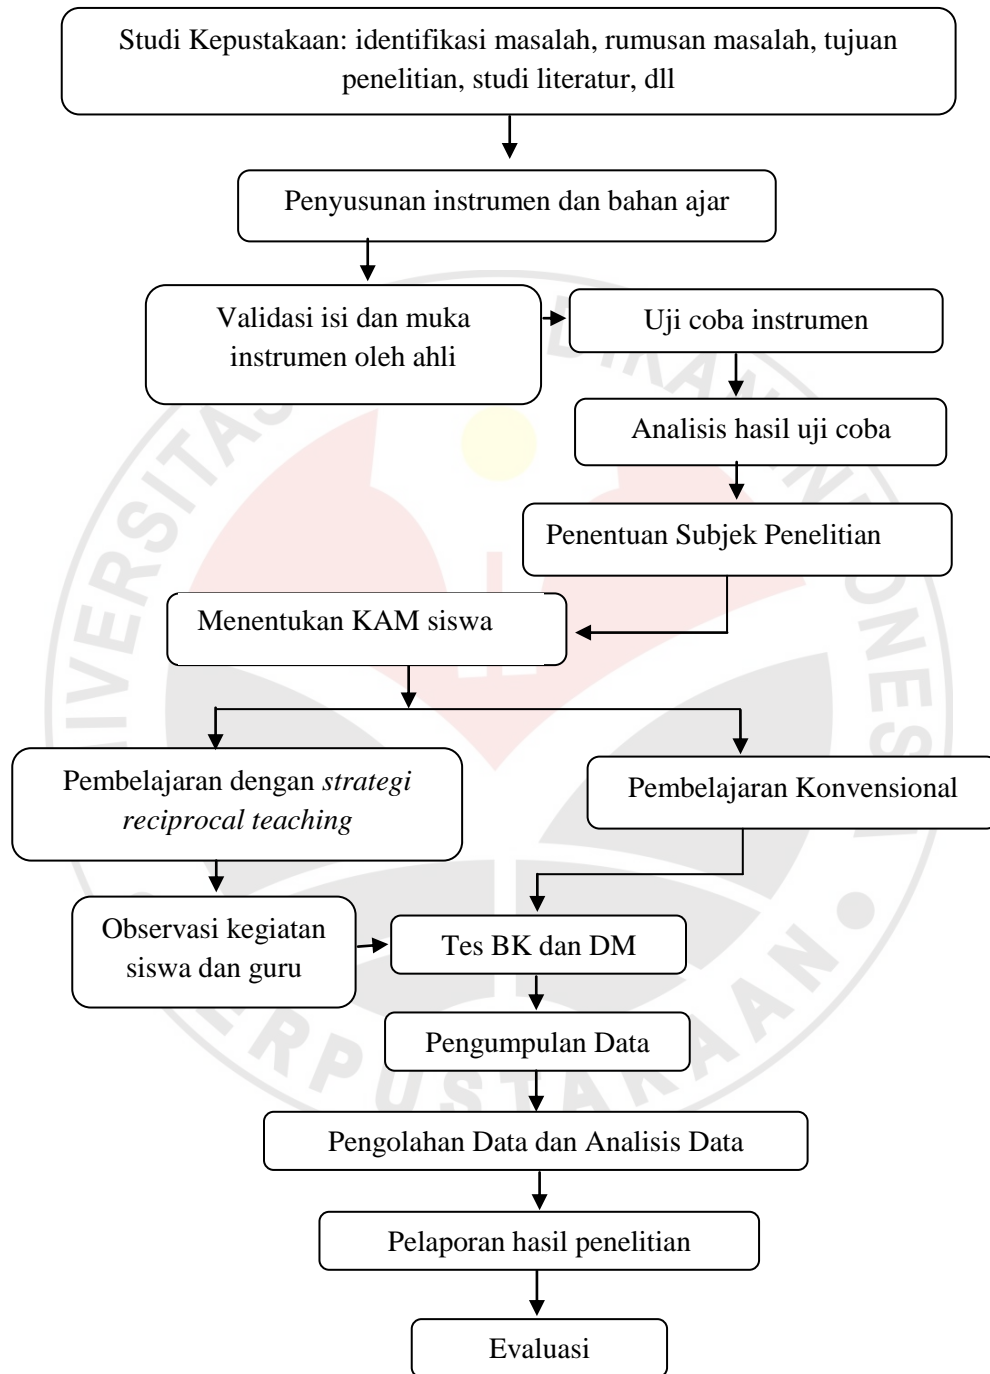 Studi Kepustakaan: identifikasi masalah, rumusan masalah, tujuan
penelitian, studi literatur, dll
Penyusunan instrumen dan bahan ajar
Validasi isi dan muka
instrumen oleh ahli
Uji coba instrumen
Analisis hasil uji coba
Penentuan Subjek Penelitian
Menentukan KAM siswa
Pembelajaran dengan strategi
reciprocal teaching
Pembelajaran Konvensional
Observasi kegiatan
siswa dan guru
Tes BK dan DM
Pengumpulan Data
Pengolahan Data dan Analisis Data
Pelaporan hasil penelitian
Evaluasi